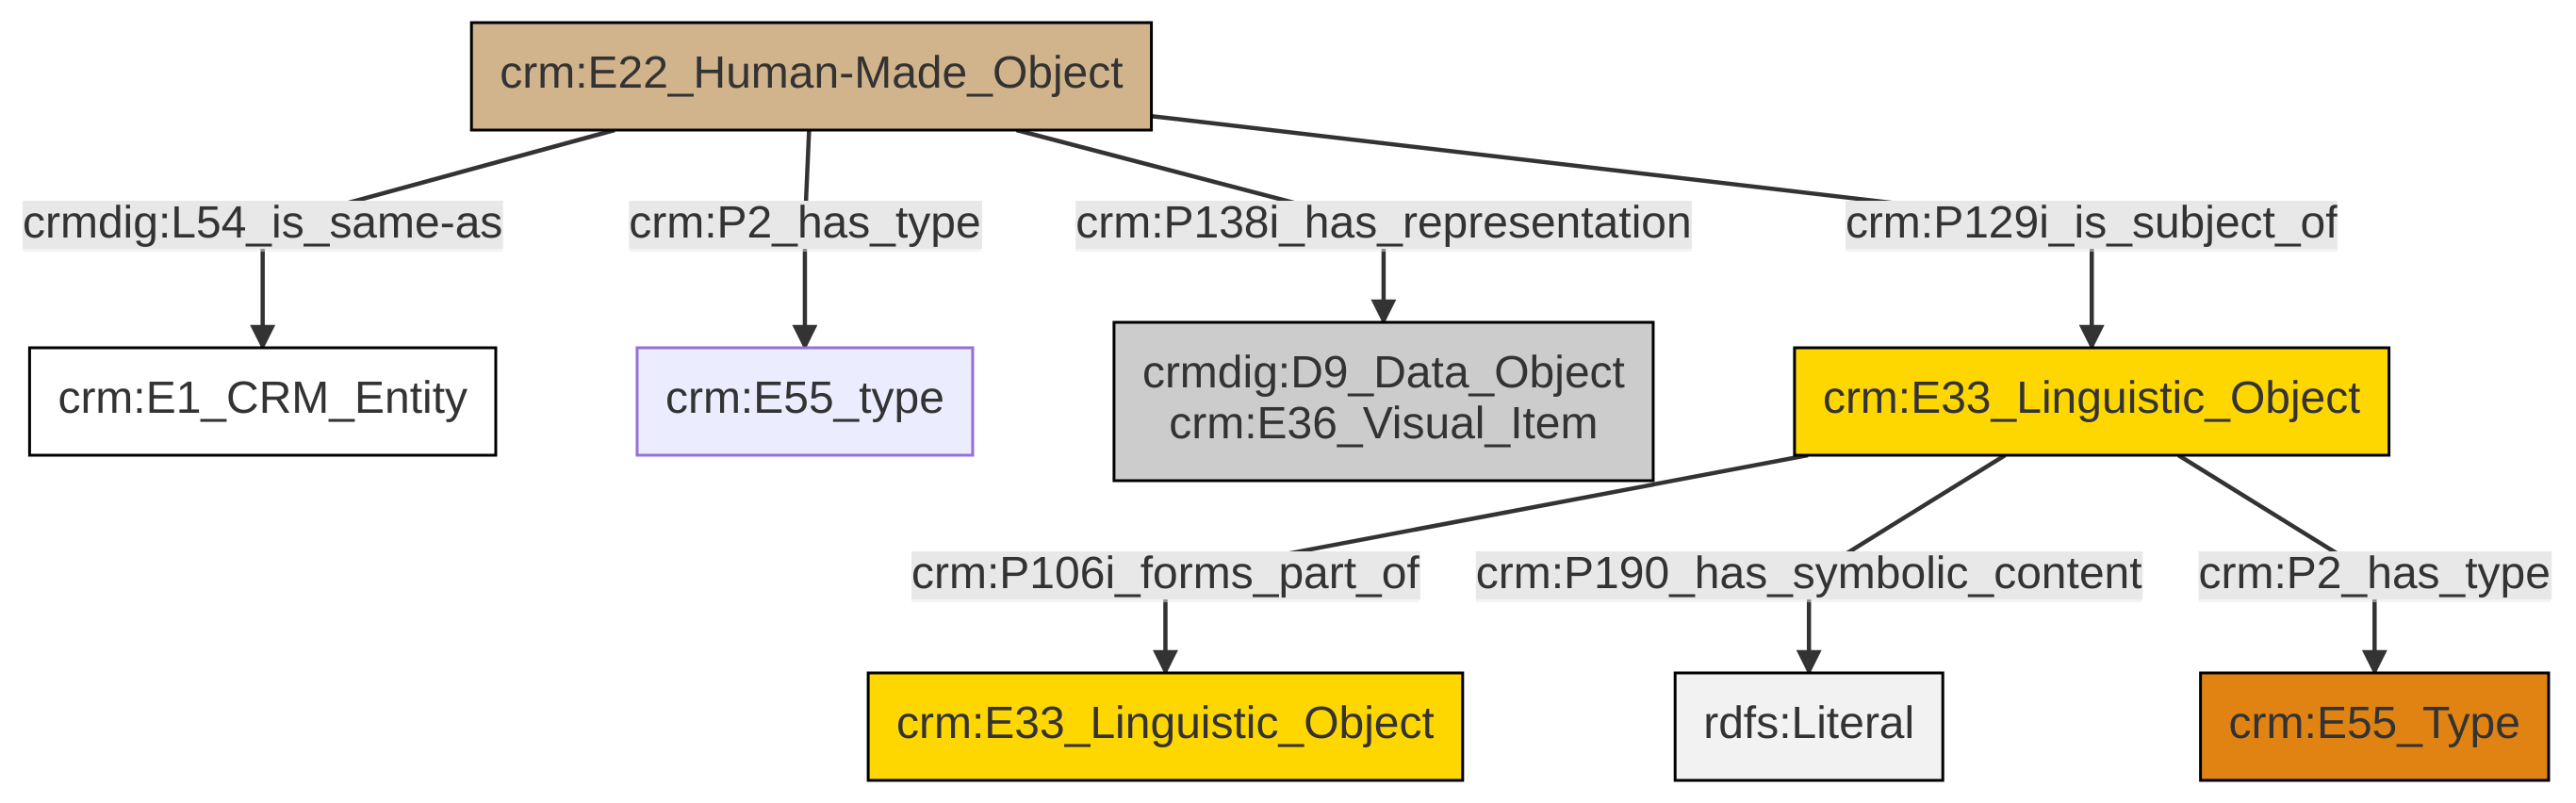 crm:E22_Human-Made_Object
crmdig:L54_is_same-as
crm:P2_has_type
crm:P138i_has_representation
crm:P129i_is_subject_of
crm:E1_CRM_Entity
crm:E55_type
crmdig:D9_Data_Object
crm:E36_Visual_Item
crm:E33_Linguistic_Object
crm:P106i_forms_part_of
crm:P190_has_symbolic_content
crm:P2_has_type
crm:E33_Linguistic_Object
rdfs:Literal
crm:E55_Type